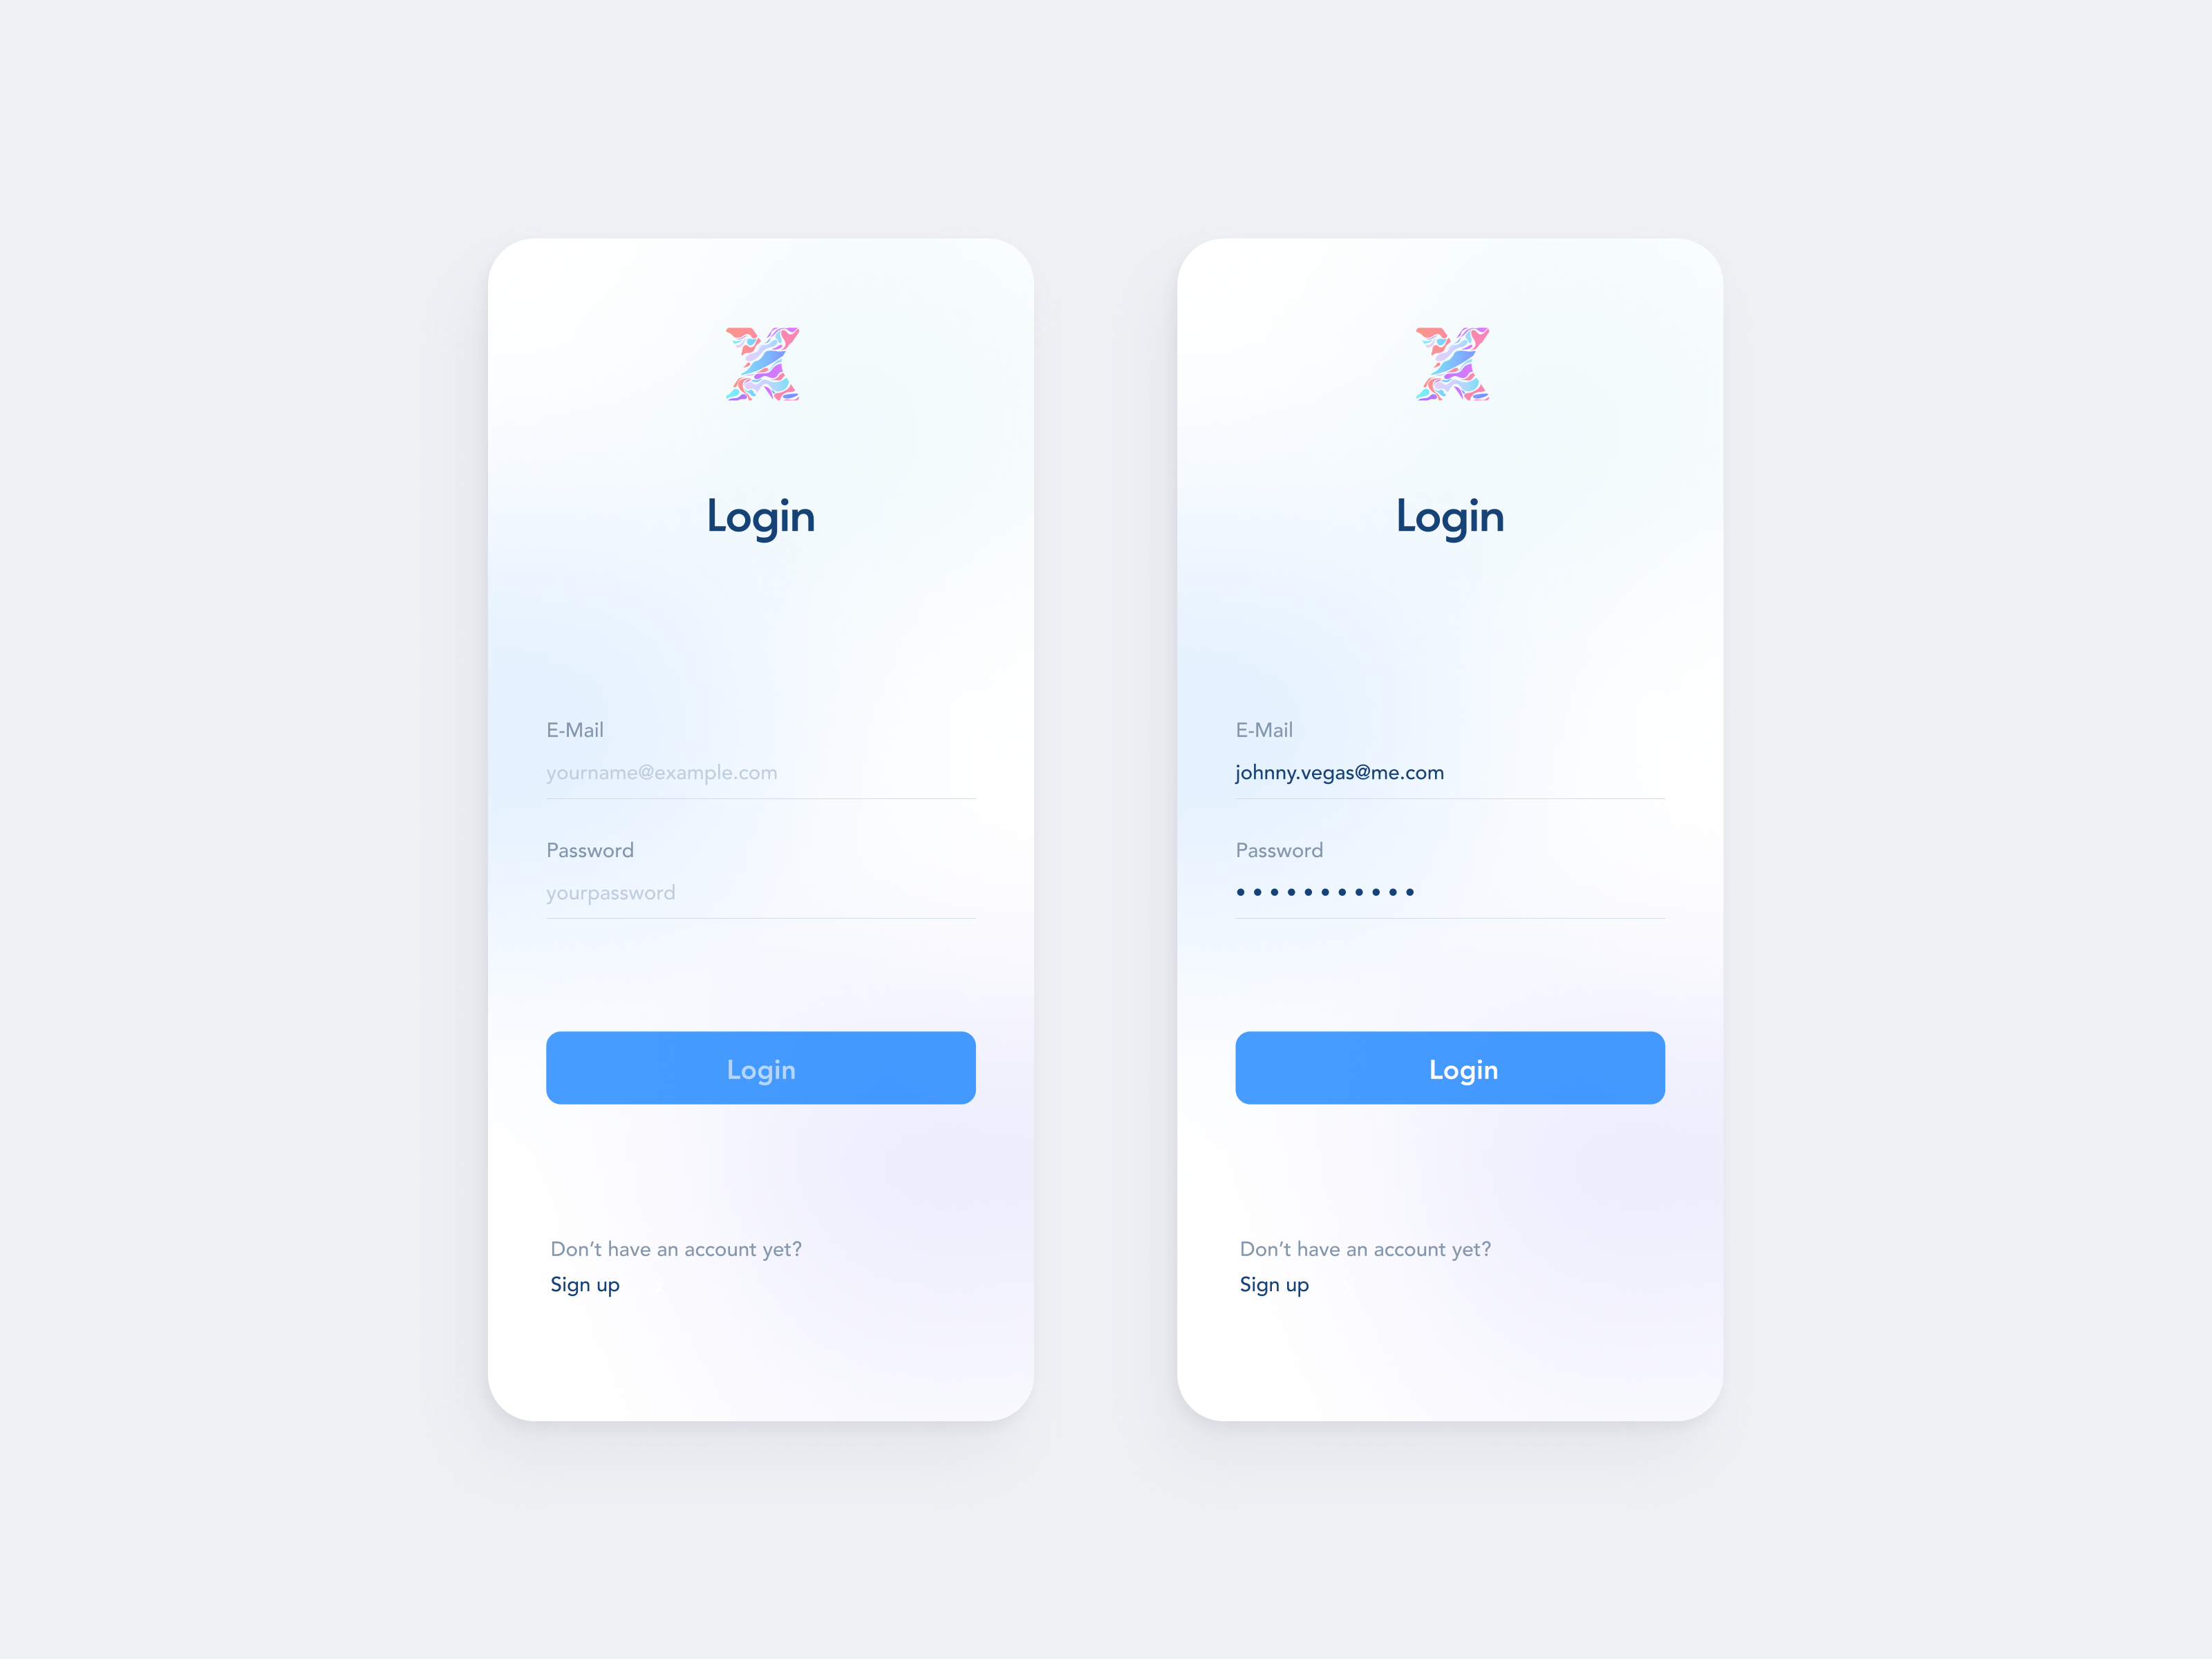 Login
E-Mail
yourname@example.com
Password
yourpassword
Login
Don’t have an account yet?
Sign up
Login
E-Mail
johnny.vegas@me.com
Password
•••••••••••
Login
Don’t have an account yet?
Sign up